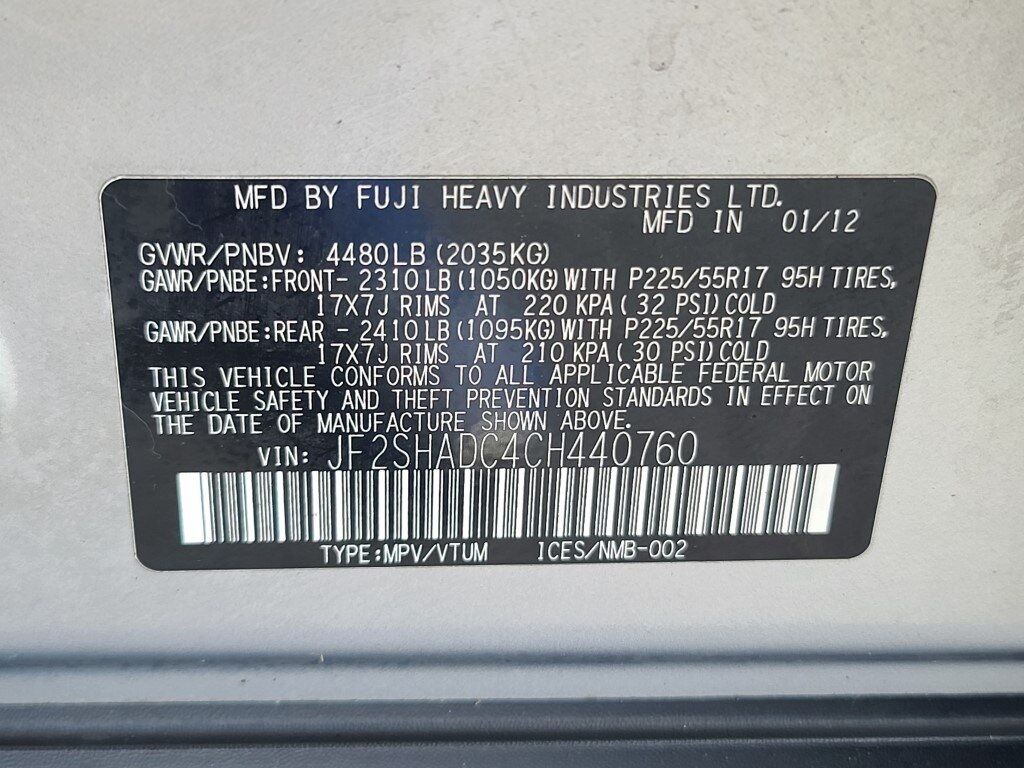 MFD BY FUJI HEAVY INDUSTRIES LTD.
MFD IN 01/12
GVWR/PNBV: 4480LB(2035KG)
GAWR/PNBE:FRONT- 2310LB(1050KG)WITH P225/55R17 95H TIRES,
17X7J RIMS AT 220 KPA(32 PSI)COLD
GAWR/PNBE:REAR - 2410LB(1095KG)WITH P225/55R17 95H TIRES,
17X7J RIMS AT 210 KPA(30 PSI)COLD
THIS VEHICLE CONFORMS TO ALL APPLICABLE FEDERAL MOTOR
VEHICLE SAFETY AND THEFT PREVENTION STANDARDS IN EFFECT ON
THE DATE OF MANUFACTURE SHOWN ABOVE.
VIN: JF2SHADC4CH440760
TYPE:MPV/VTUM ICES/NMB-002